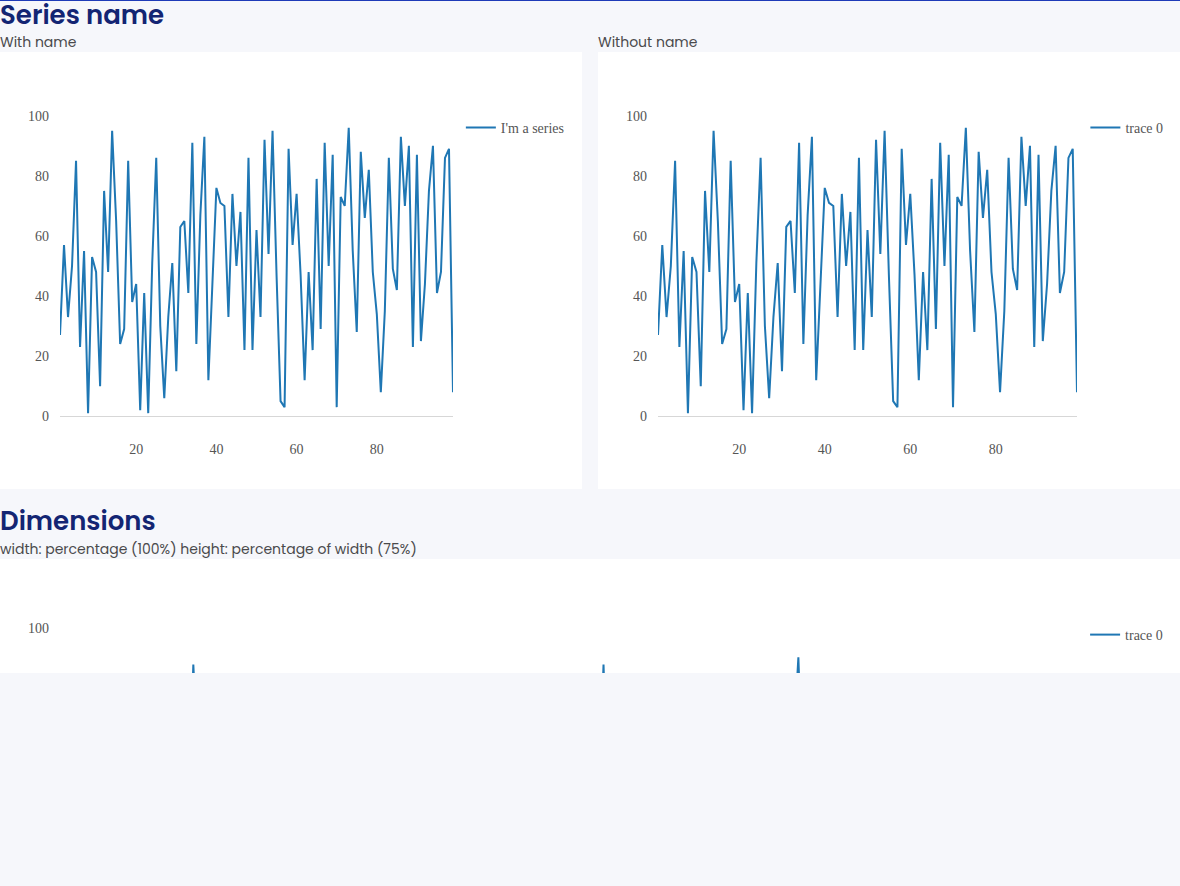 Series name
With name
Without name
100
80
60
40
20
0
20 40 60 80
I'm a series
100
80
60
40
20
0
20 40 60 80
trace 0
Dimensions
width: percentage (100%) height: percentage of width (75%)
100
trace 0